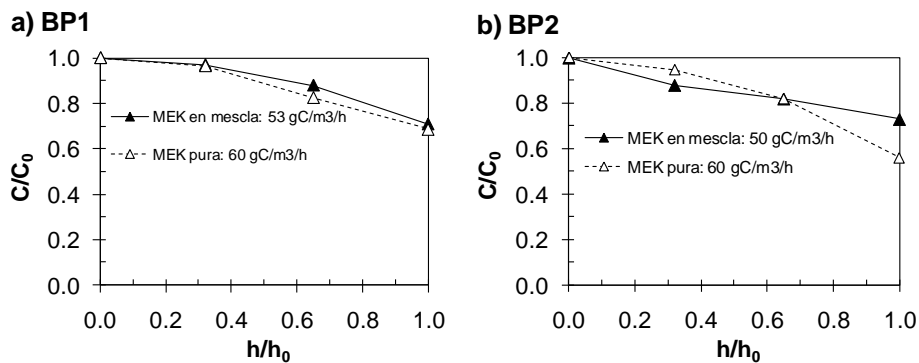 a) BP1
1.0
0.8
0.6
0.4
0.2
0.0
C/C0
MEK en mescla: 53 gC/m3/h
MEK pura: 60 gC/m3/h
0.0 0.2 0.4 0.6 0.8 1.0
h/h0
b) BP2
1.0
0.8
0.6
0.4
0.2
0.0
C/C0
MEK en mescla: 50 gC/m3/h
MEK pura: 60 gC/m3/h
0.0 0.2 0.4 0.6 0.8 1.0
h/h0